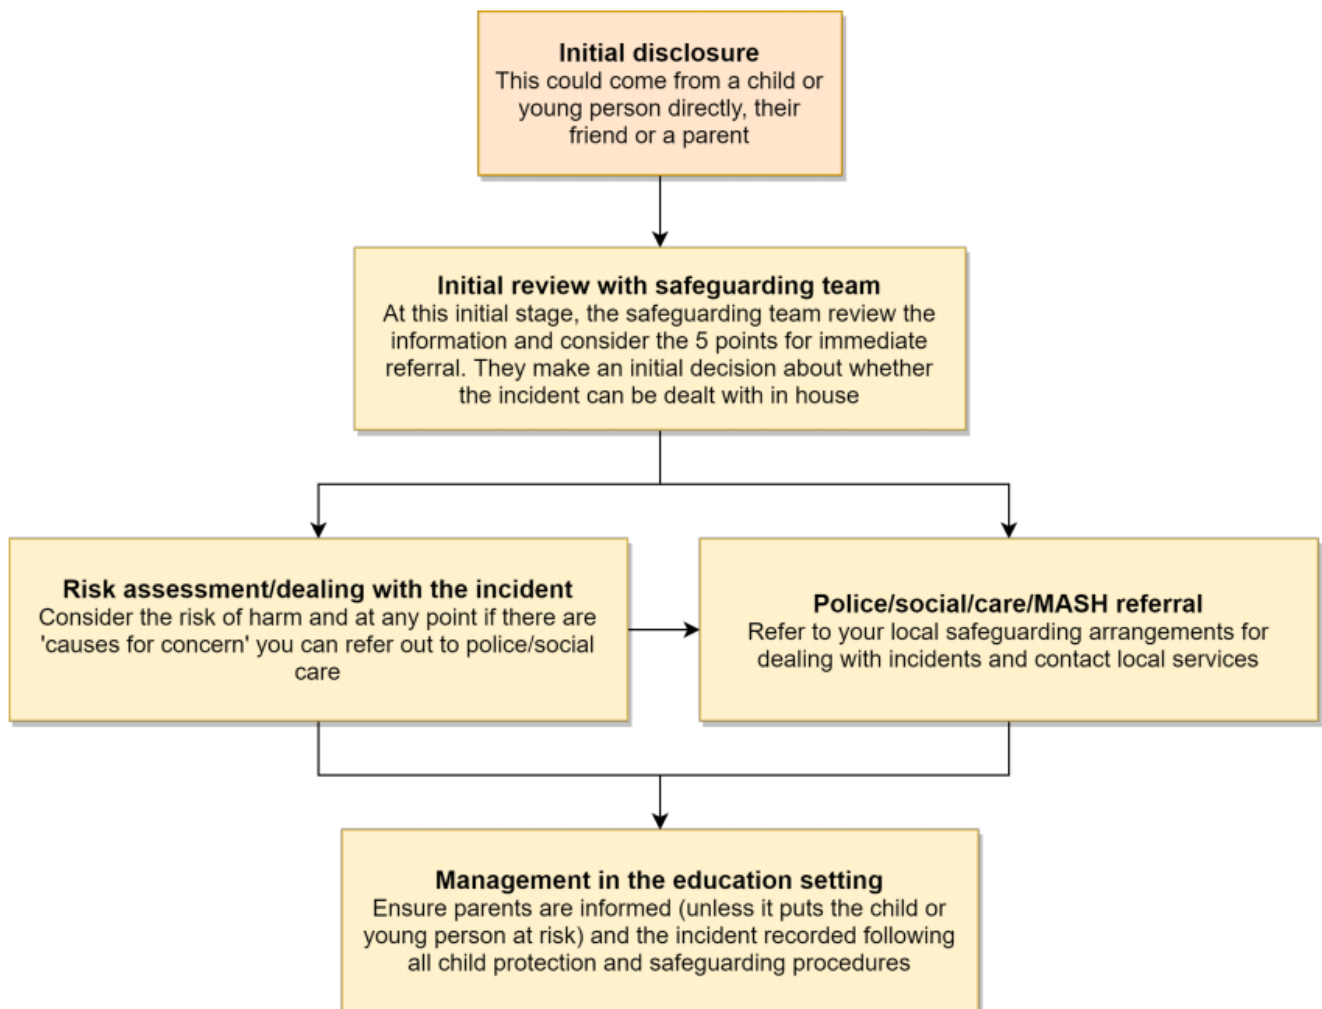 Initial disclosure
This could come from a child or
young person directly, their
friend or a parent
Initial review with safeguarding team
At this initial stage, the safeguarding team review the
information and consider the 5 points for immediate
referral. They make an initial decision about whether
the incident can be dealt with in house
Risk assessment/dealing with the incident
Consider the risk of harm and at any point if there are
'causes for concern' you can refer out to police/social
care
Police/social/care/MASH referral
Refer to your local safeguarding arrangements for
dealing with incidents and contact local services
Management in the education setting
Ensure parents are informed (unless it puts the child or
young person at risk) and the incident recorded following
all child protection and safeguarding procedures